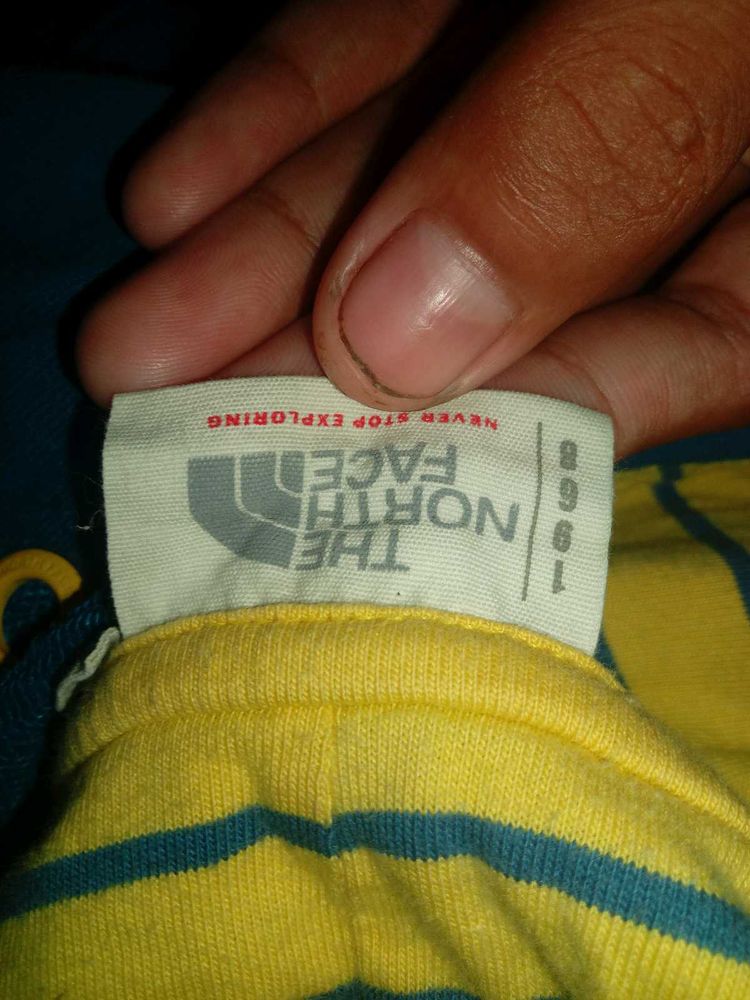 1968
THE
NORTH
FACE
NEVER STOP EXPLORING